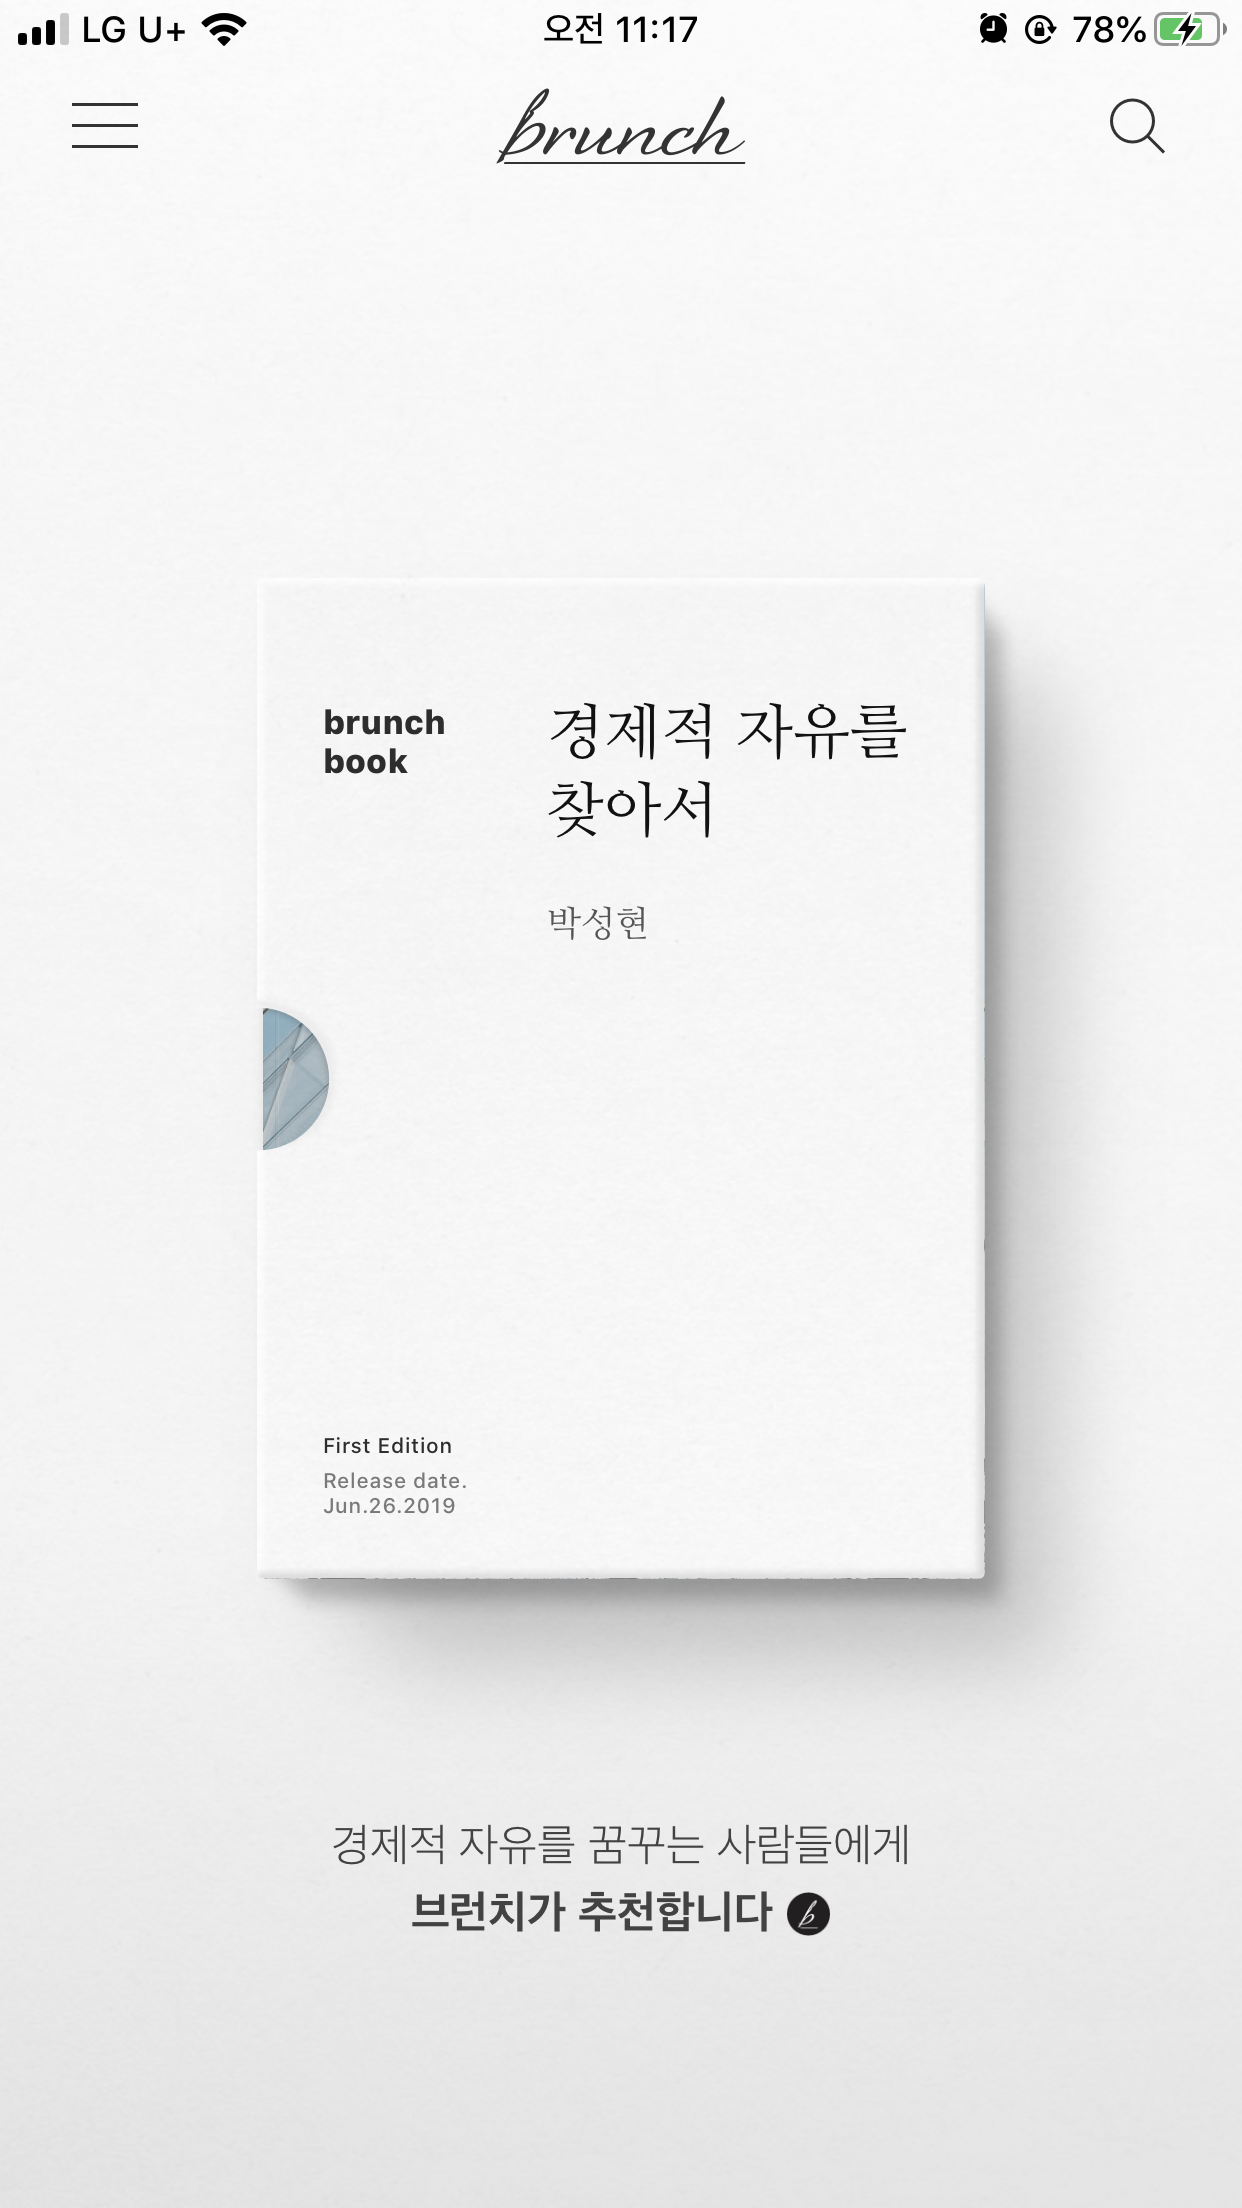 LG U+ 오전 11:17 78%
brunch
brunch
book
경제적 자유를
찾아서
박성현
First Edition
Release date.
Jun.26.2019
경제적 자유를 꿈꾸는 사람들에게
브런치가 추천합니다 b